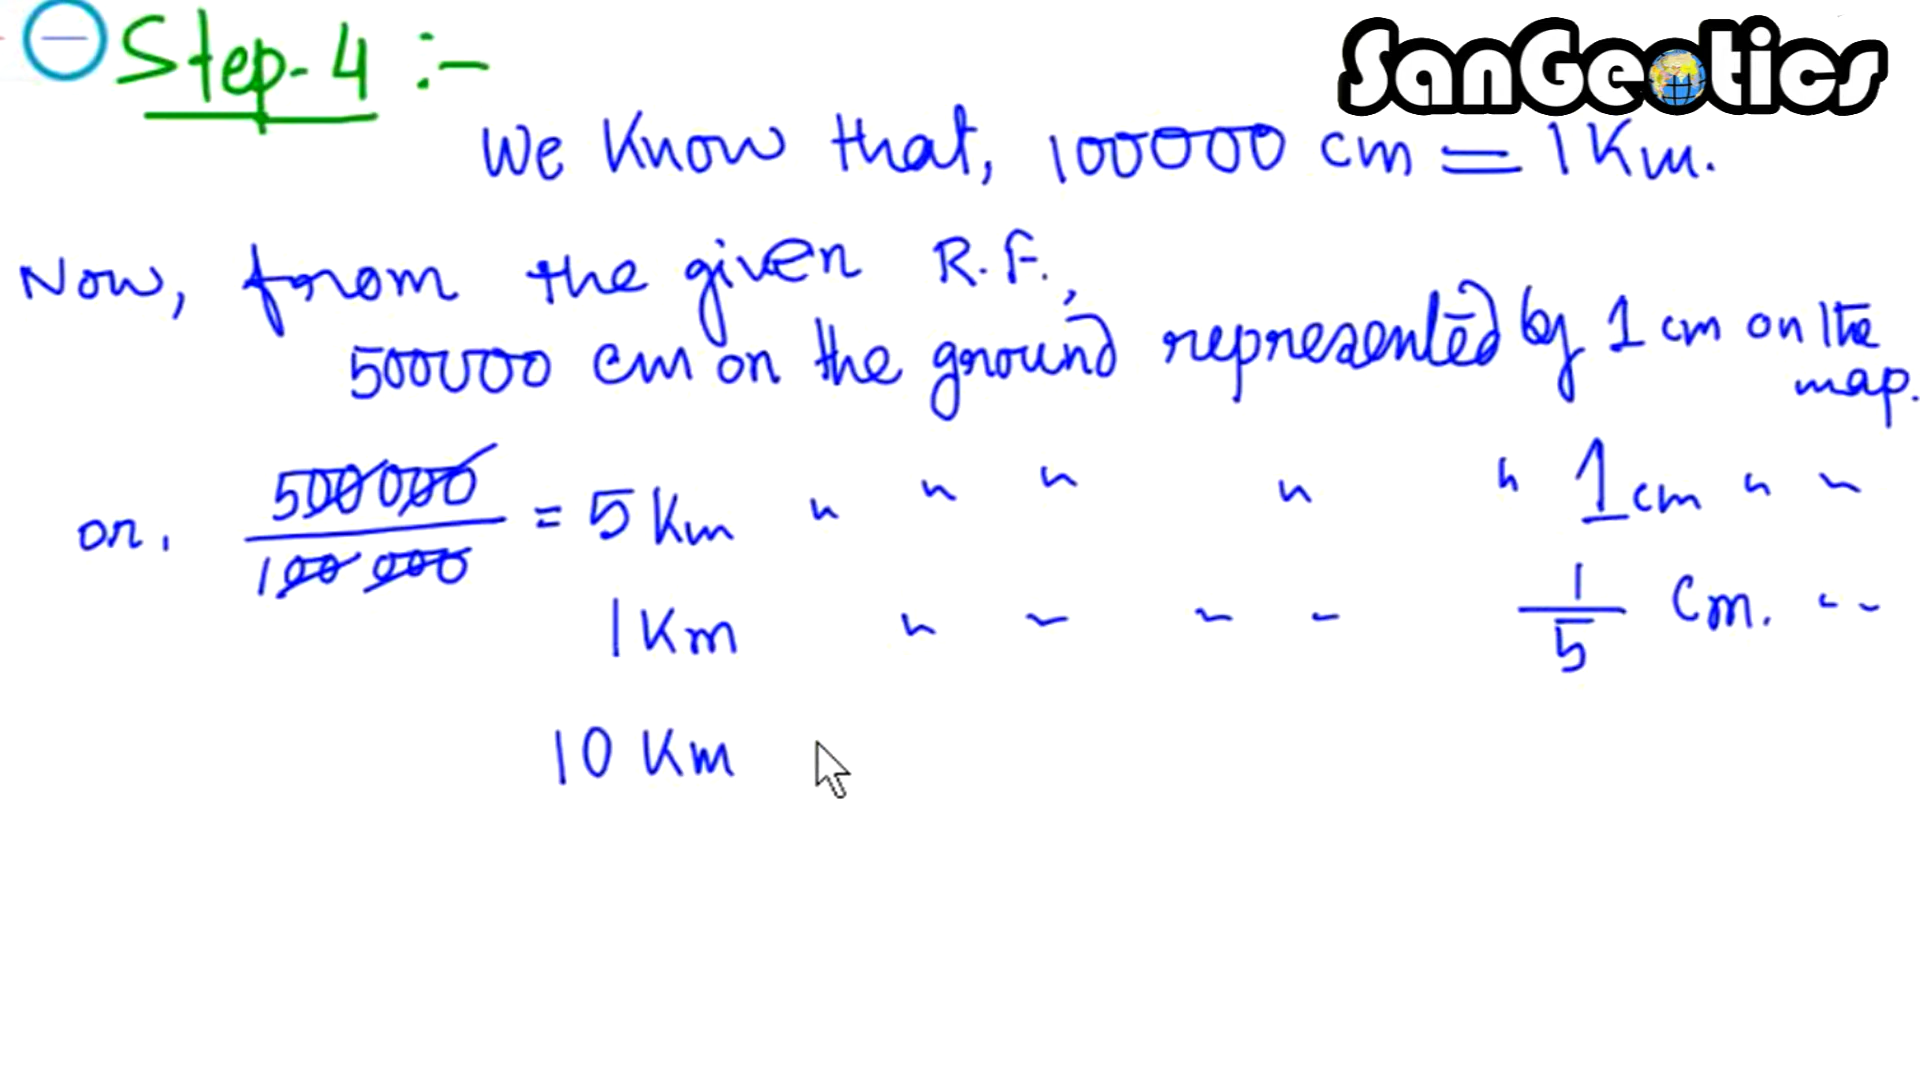 Step-4 :-
SanGeotics
We Know that, 100000 cm = 1 Km.
Now, from the given R.F.,
500000 cm on the ground represented by 1 cm on the map.
or, 500000/100000 = 5 Km " " " " " 1 cm " "
1 Km " " " " 1/5 cm. " "
10 Km